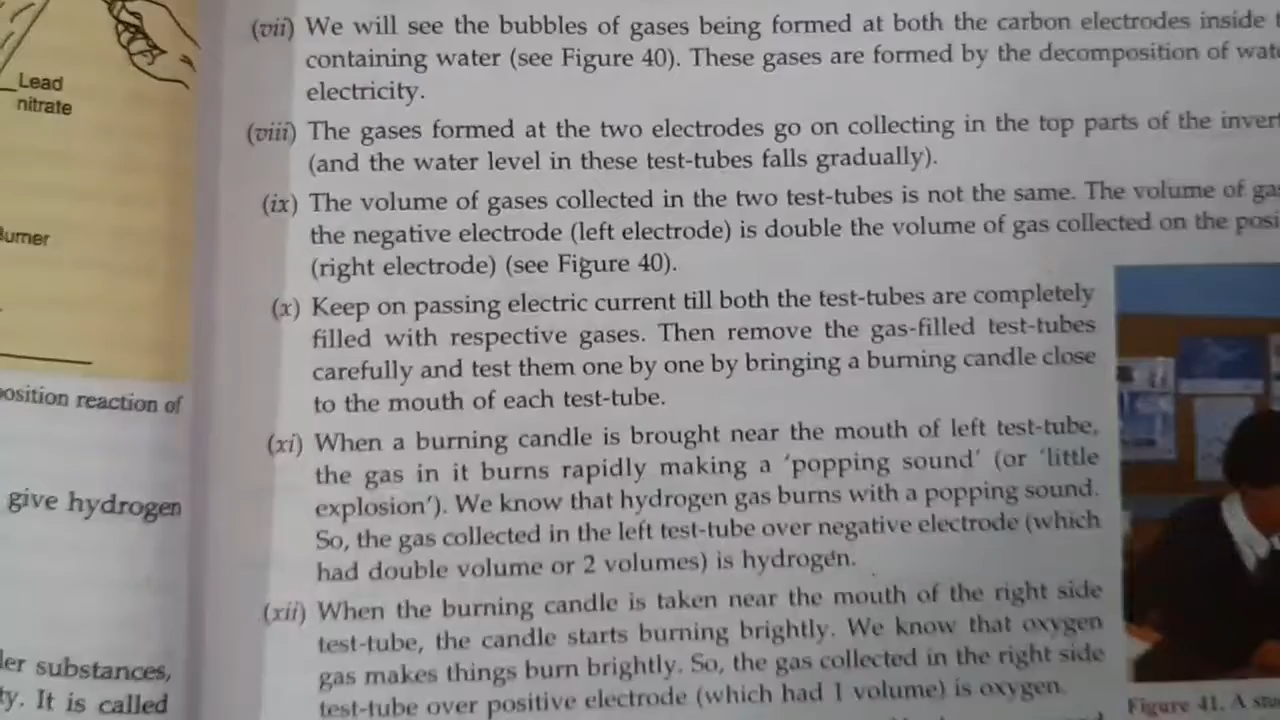 Lead
nitrate
Burner
position reaction of
give hydrogen
substances,
It is called
(vii) We will see the bubbles of gases being formed at both the carbon electrodes inside
containing water (see Figure 40). These gases are formed by the decomposition of
electricity.
(viii) The gases formed at the two electrodes go on collecting in the top parts of the
(and the water level in these test-tubes falls gradually).
(ix) The volume of gases collected in the two test-tubes is not the same. The volume of
the negative electrode (left electrode) is double the volume of gas collected on the
(right electrode) (see Figure 40).
(x) Keep on passing electric current till both the test-tubes are completely
filled with respective gases. Then remove the gas-filled test-tubes
carefully and test them one by one by bringing a burning candle close
to the mouth of each test-tube.
(xi) When a burning candle is brought near the mouth of left test-tube,
the gas in it burns rapidly making a ‘popping sound’ (or ‘little
explosion’). We know that hydrogen gas burns with a popping sound.
So, the gas collected in the left test-tube over negative electrode (which
had double volume or 2 volumes) is hydrogen.
(xii) When the burning candle is taken near the mouth of the right side
test-tube, the candle starts burning brightly. We know that oxygen
gas makes things burn brightly. So, the gas collected in the right side
test-tube over positive electrode (which had 1 volume) is oxygen.
Figure 41. A